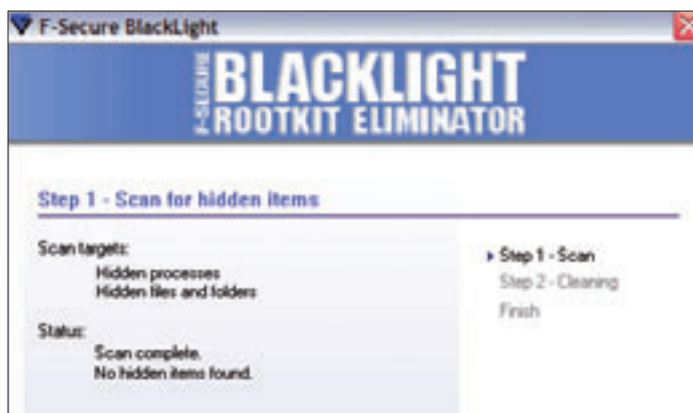 F-Secure BlackLight
F-SECURE
BLACKLIGHT
ROOTKIT ELIMINATOR
Step 1 - Scan for hidden items
Scan targets:
Hidden processes
Hidden files and folders
Status:
Scan complete.
No hidden items found.
Step 1 - Scan
Step 2 - Cleaning
Finish